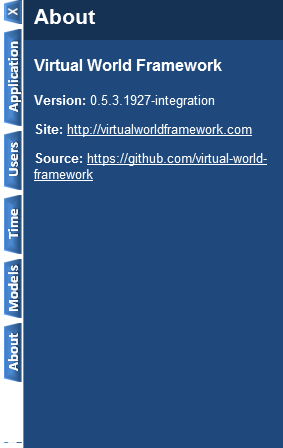 X
Application
Users
Time
Models
About
About
Virtual World Framework
Version: 0.5.3.1927-integration
Site: http://virtualworldframework.com
Source: https://github.com/virtual-world-
framework